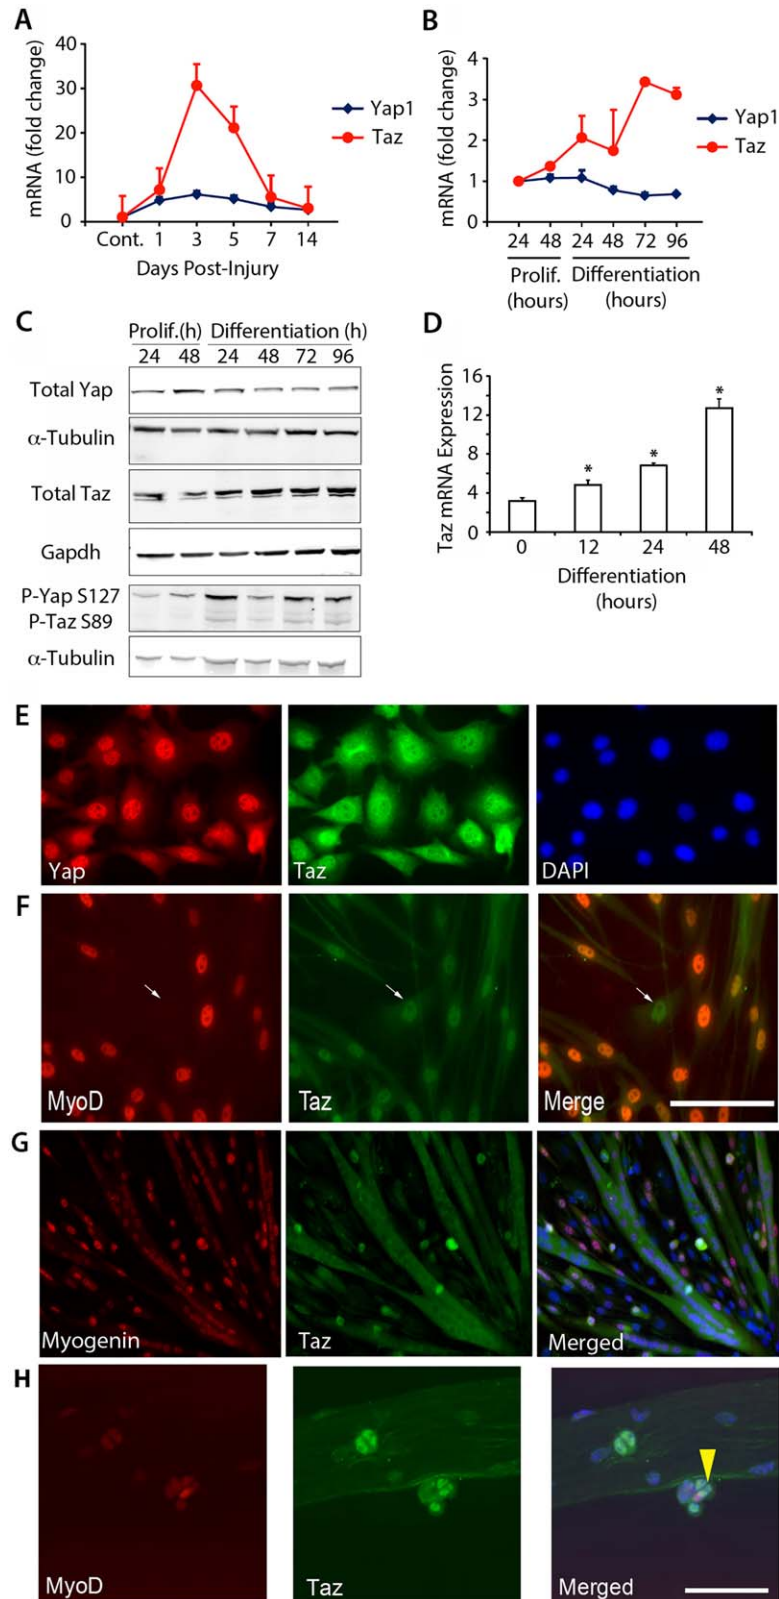 A
mRNA (fold change)
40
30
20
10
0
Cont. 1 3 5 7 14
Days Post-Injury
Yap1
Taz
B
mRNA (fold change)
4
3
2
1
0
24 48 24 48 72 96
Prolif. Differentiation
(hours) (hours)
Yap1
Taz
C
Prolif.(h) Differentiation (h)
24 48 24 48 72 96
Total Yap
α-Tubulin
Total Taz
Gapdh
P-Yap S127
P-Taz S89
α-Tubulin
D
Taz mRNA Expression
16
12
8
4
0
* * *
0 12 24 48
Differentiation
(hours)
E
Yap Taz DAPI
F
MyoD Taz Merge
G
Myogenin Taz Merged
H
MyoD Taz Merged